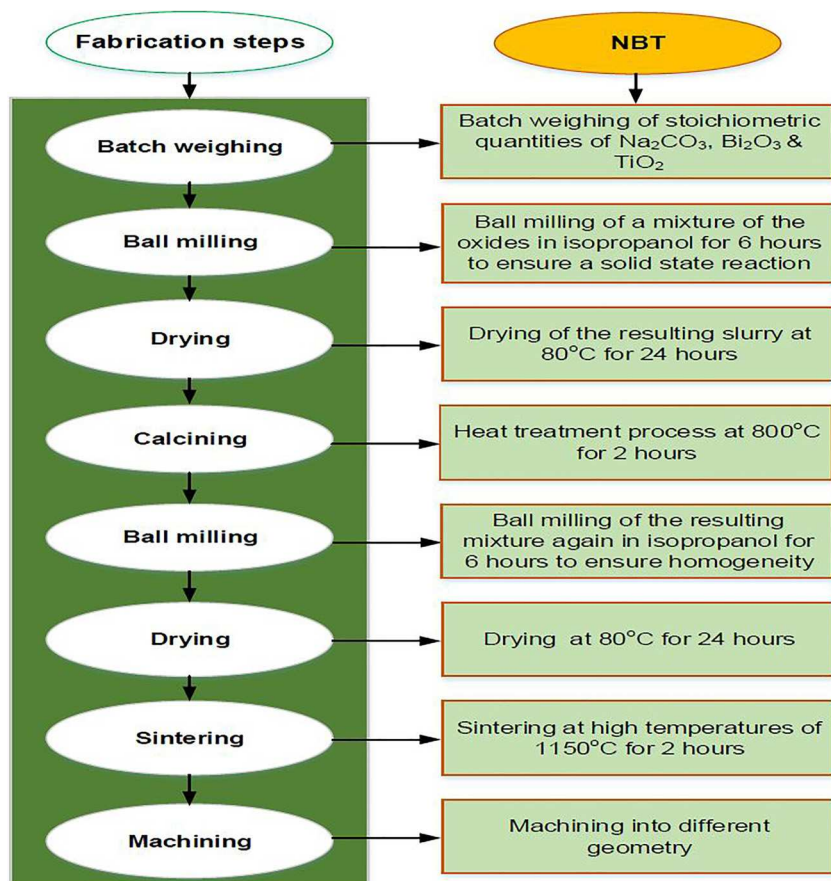 Fabrication steps
NBT
Batch weighing
Batch weighing of stoichiometric
quantities of Na₂CO₃, Bi₂O₃ &
TiO₂
Ball milling
Ball milling of a mixture of the
oxides in isopropanol for 6 hours
to ensure a solid state reaction
Drying
Drying of the resulting slurry at
80°C for 24 hours
Calcining
Heat treatment process at 800°C
for 2 hours
Ball milling
Ball milling of the resulting
mixture again in isopropanol for
6 hours to ensure homogeneity
Drying
Drying at 80°C for 24 hours
Sintering
Sintering at high temperatures of
1150°C for 2 hours
Machining
Machining into different
geometry